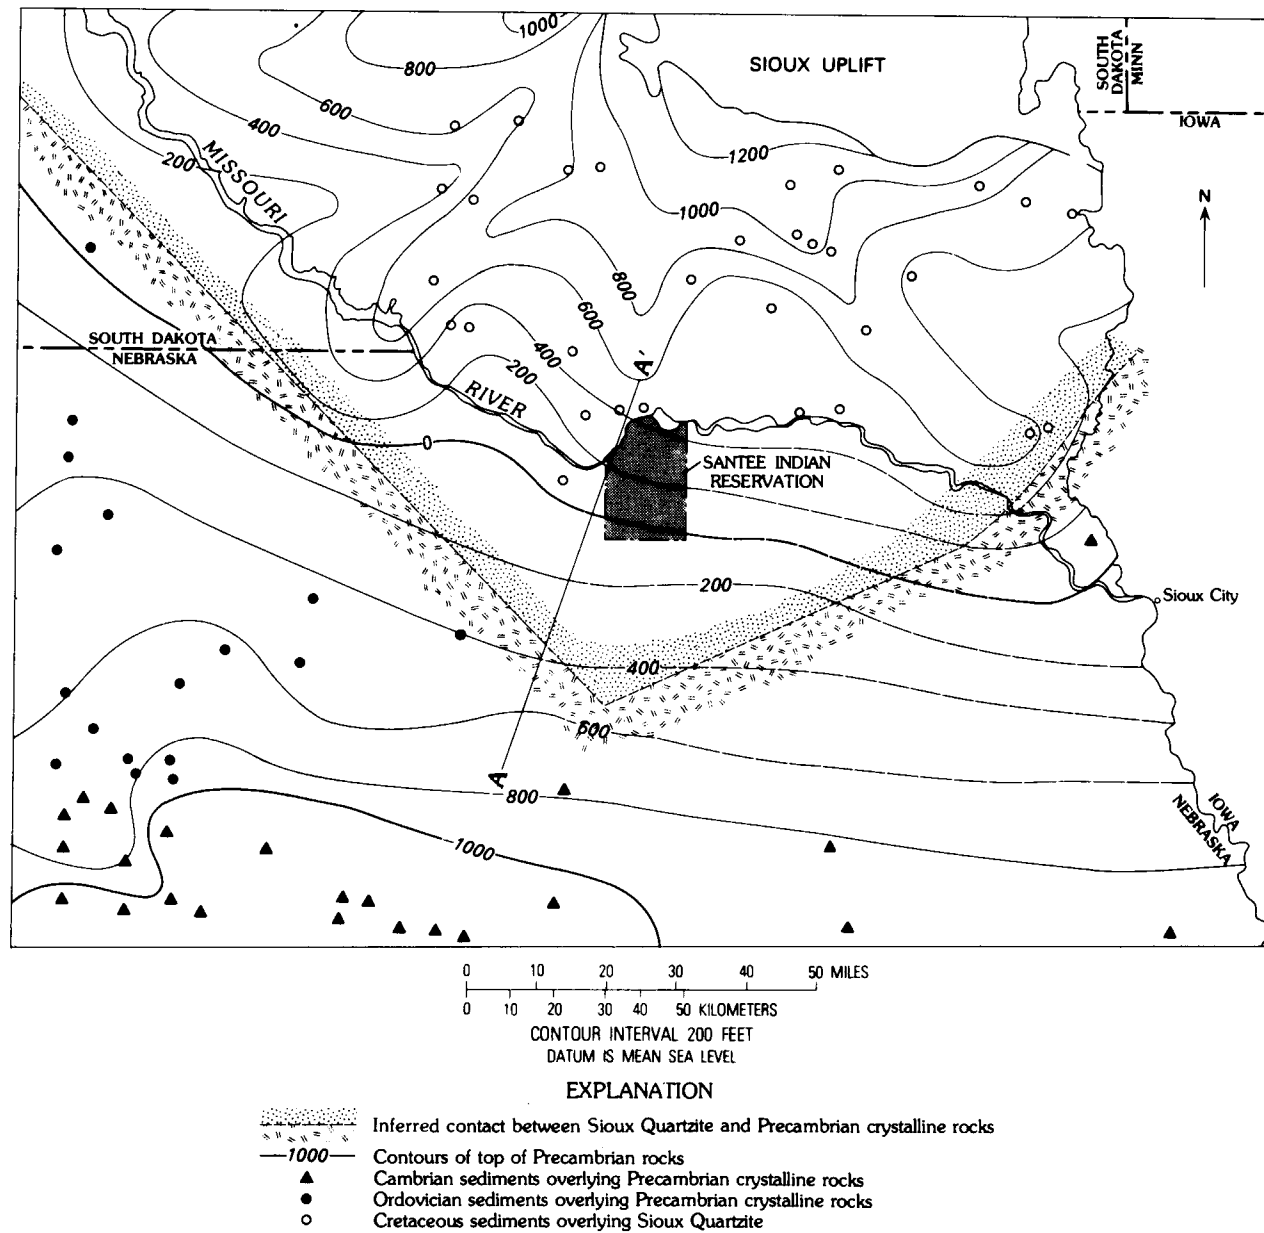 1000
800
600
400
200
MISSOURI
SIOUX UPLIFT
SOUTH DAKOTA
MINN
IOWA
1200
1000
N
800
600
400
200
SOUTH DAKOTA
NEBRASKA
RIVER
A'
0
SANTEE INDIAN
RESERVATION
200
Sioux City
400
600
A
800
1000
IOWA
NEBRASKA
0 10 20 30 40 50 MILES
0 10 20 30 40 50 KILOMETERS
CONTOUR INTERVAL 200 FEET
DATUM IS MEAN SEA LEVEL
EXPLANATION
Inferred contact between Sioux Quartzite and Precambrian crystalline rocks
1000 Contours of top of Precambrian rocks
Cambrian sediments overlying Precambrian crystalline rocks
Ordovician sediments overlying Precambrian crystalline rocks
Cretaceous sediments overlying Sioux Quartzite